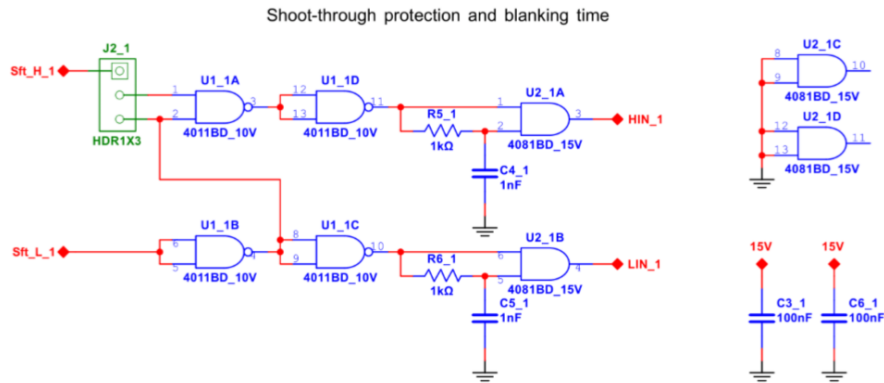 Shoot-through protection and blanking time
J2_1
Sft_H_1
HDR1X3
U1_1A
1
2
3
4011BD_10V
U1_1D
12
13
11
4011BD_10V
R5_1
1kΩ
C4_1
1nF
U2_1A
1
2
3
4081BD_15V
HIN_1
U2_1C
8
9
10
4081BD_15V
U2_1D
12
13
11
4081BD_15V
Sft_L_1
U1_1B
6
5
4
4011BD_10V
U1_1C
8
9
10
4011BD_10V
R6_1
1kΩ
C5_1
1nF
U2_1B
6
5
4
4081BD_15V
LIN_1
15V
C3_1
100nF
15V
C6_1
100nF